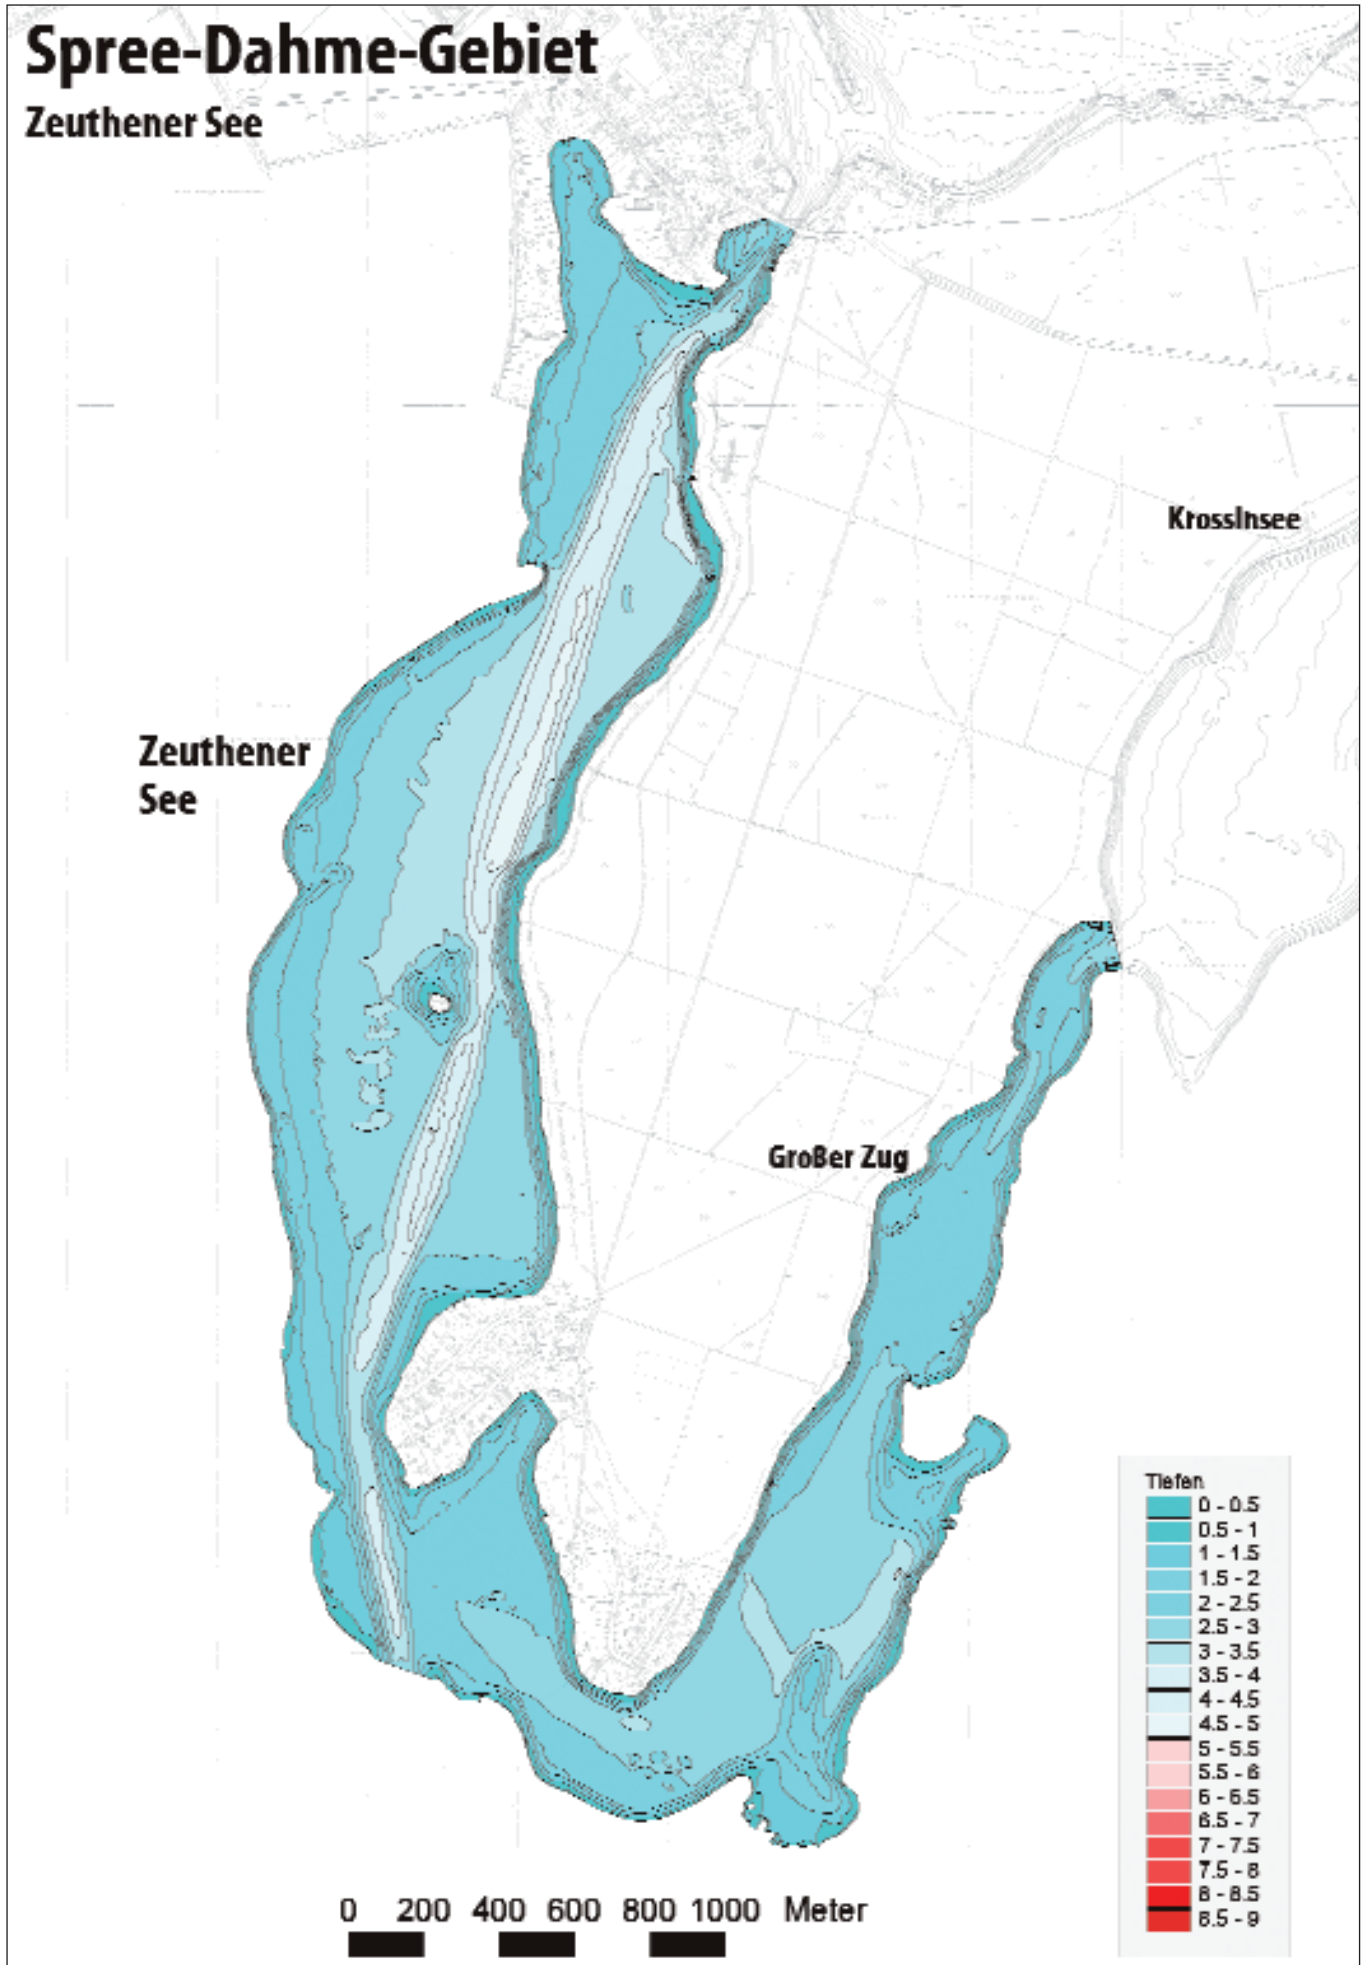 Spree-Dahme-Gebiet
Zeuthener See
Krossinsee
Zeuthener
See
Großer Zug
Tiefen
0 - 0.5
0.5 - 1
1 - 1.5
1.5 - 2
2 - 2.5
2.5 - 3
3 - 3.5
3.5 - 4
4 - 4.5
4.5 - 5
5 - 5.5
5.5 - 6
6 - 6.5
6.5 - 7
7 - 7.5
7.5 - 8
8 - 8.5
8.5 - 9
0 200 400 600 800 1000 Meter